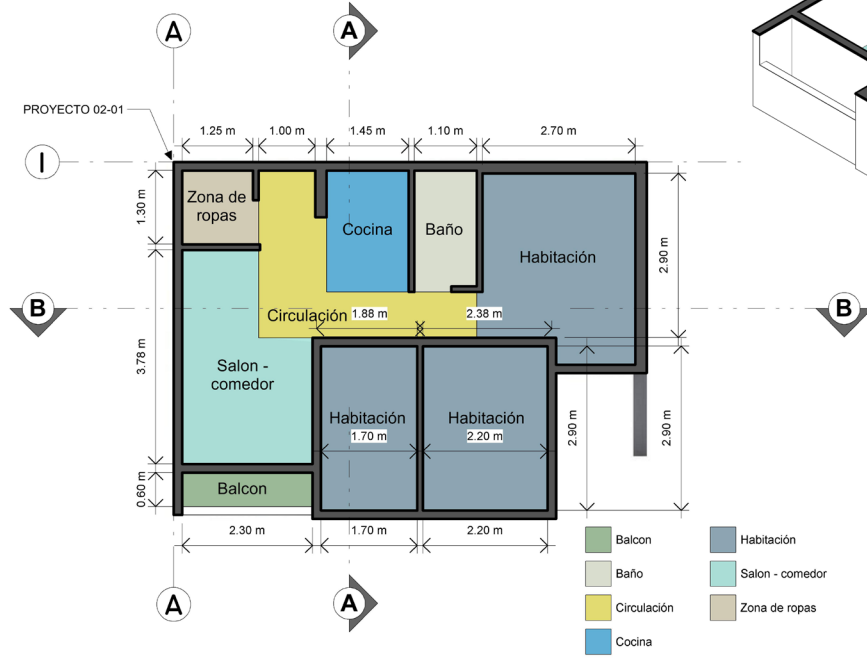 A
A
PROYECTO 02-01
1.25 m
1.00 m
1.45 m
1.10 m
2.70 m
I
1.30 m
Zona de
ropas
Cocina
Baño
Habitación
2.90 m
B
Circulación
1.88 m
2.38 m
B
3.78 m
Salon -
comedor
Habitación
1.70 m
Habitación
2.20 m
2.90 m
2.90 m
0.60 m
Balcon
2.30 m
1.70 m
2.20 m
A
A
Balcon
Baño
Circulación
Cocina
Habitación
Salon - comedor
Zona de ropas